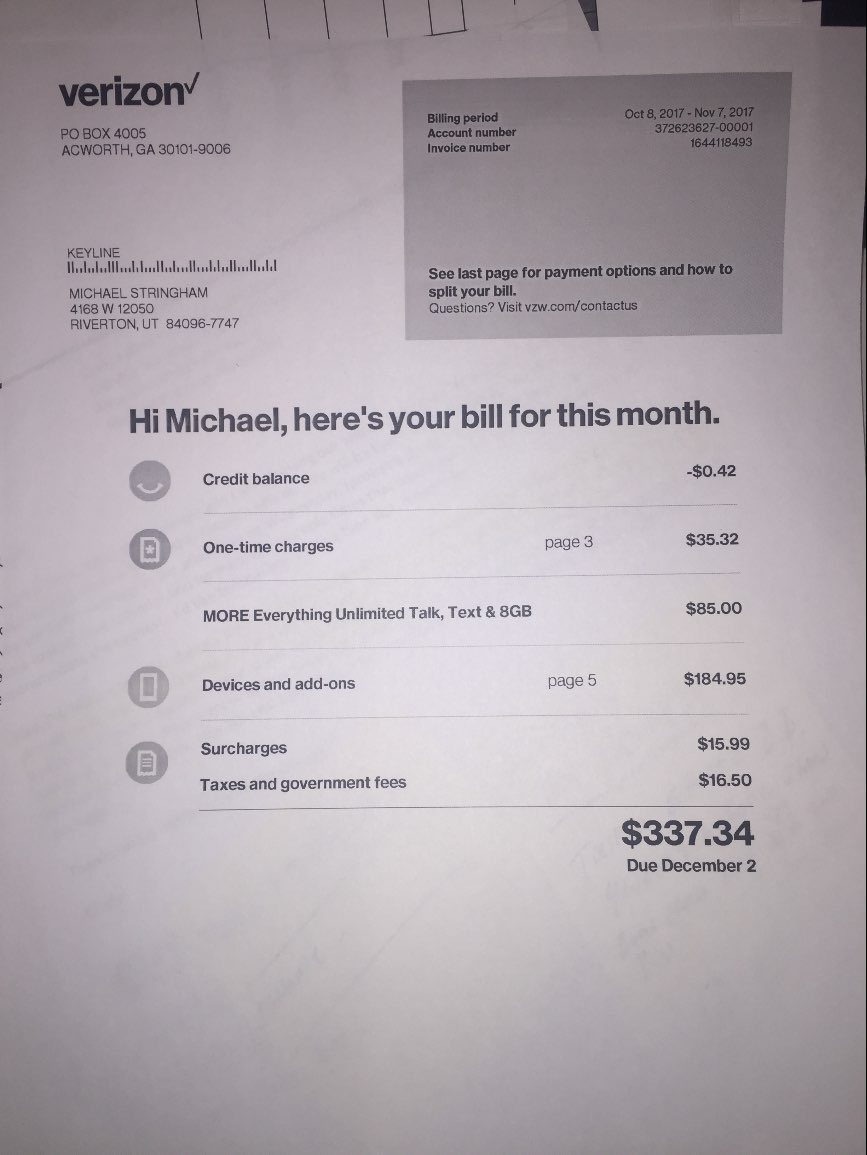 verizon✓
PO BOX 4005
ACWORTH, GA 30101-9006
Billing period Oct 8, 2017 - Nov 7, 2017
Account number 372623627-00001
Invoice number 1644118493
KEYLINE
MICHAEL STRINGHAM
4168 W 12050
RIVERTON, UT 84096-7747
See last page for payment options and how to
split your bill.
Questions? Visit vzw.com/contactus
Hi Michael, here's your bill for this month.
Credit balance -$0.42
One-time charges page 3 $35.32
MORE Everything Unlimited Talk, Text & 8GB $85.00
Devices and add-ons page 5 $184.95
Surcharges $15.99
Taxes and government fees $16.50
$337.34
Due December 2